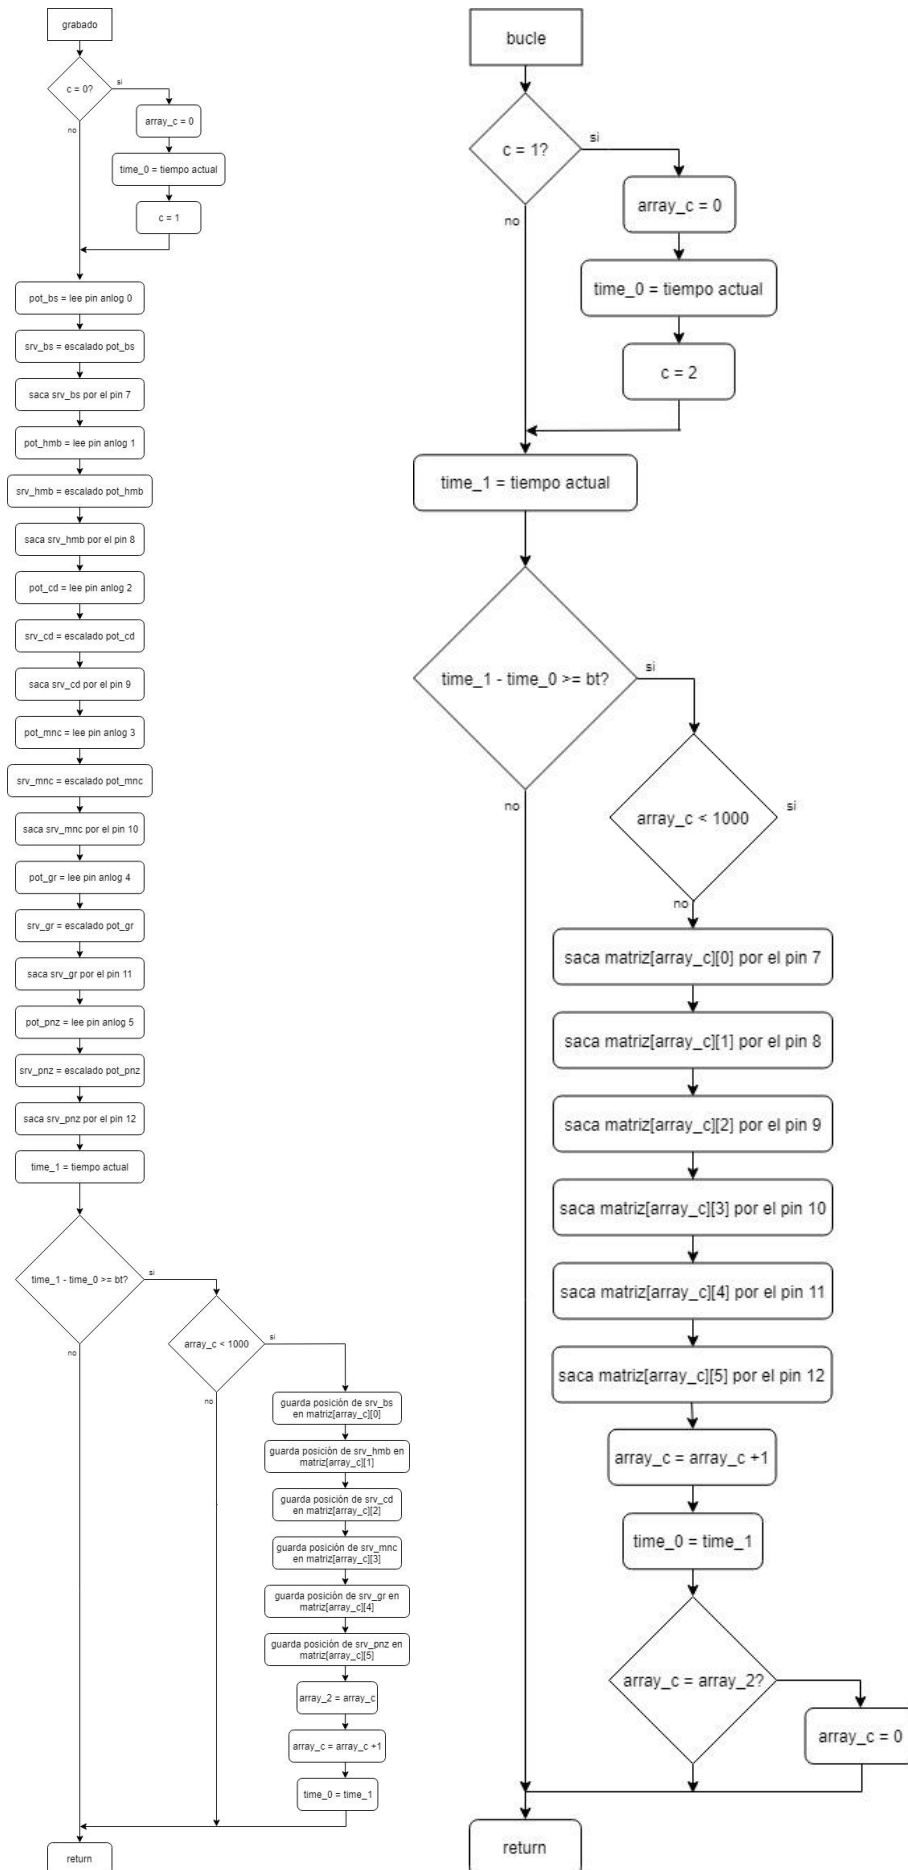 grabado
c = 0?
si
no
array_c = 0
time_0 = tiempo actual
c = 1
pot_bs = lee pin anlog 0
srv_bs = escalado pot_bs
saca srv_bs por el pin 7
pot_hmb = lee pin anlog 1
srv_hmb = escalado pot_hmb
saca srv_hmb por el pin 8
pot_cd = lee pin anlog 2
srv_cd = escalado pot_cd
saca srv_cd por el pin 9
pot_mnc = lee pin anlog 3
srv_mnc = escalado pot_mnc
saca srv_mnc por el pin 10
pot_gr = lee pin anlog 4
srv_gr = escalado pot_gr
saca srv_gr por el pin 11
pot_pnz = lee pin anlog 5
srv_pnz = escalado pot_pnz
saca srv_pnz por el pin 12
time_1 = tiempo actual
time_1 - time_0 >= bt?
si
no
array_c < 1000
si
no
guarda posición de srv_bs
en matriz[array_c][0]
guarda posición de srv_hmb en
matriz[array_c][1]
guarda posición de srv_cd
en matriz[array_c][2]
guarda posición de srv_mnc
en matriz[array_c][3]
guarda posición de srv_gr en
matriz[array_c][4]
guarda posición de srv_pnz en
matriz[array_c][5]
array_2 = array_c
array_c = array_c +1
time_0 = time_1
return
bucle
c = 1?
si
no
array_c = 0
time_0 = tiempo actual
c = 2
time_1 = tiempo actual
time_1 - time_0 >= bt?
si
no
array_c < 1000
si
no
saca matriz[array_c][0] por el pin 7
saca matriz[array_c][1] por el pin 8
saca matriz[array_c][2] por el pin 9
saca matriz[array_c][3] por el pin 10
saca matriz[array_c][4] por el pin 11
saca matriz[array_c][5] por el pin 12
array_c = array_c +1
time_0 = time_1
array_c = array_2?
array_c = 0
return